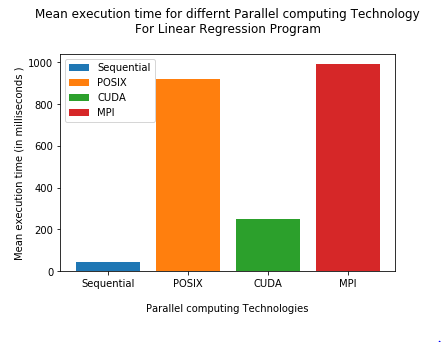 Mean execution time for differnt Parallel computing Technology
For Linear Regression Program
Mean execution time (in milliseconds )
1000
800
600
400
200
0
Sequential
POSIX
CUDA
MPI
Sequential POSIX CUDA MPI
Parallel computing Technologies